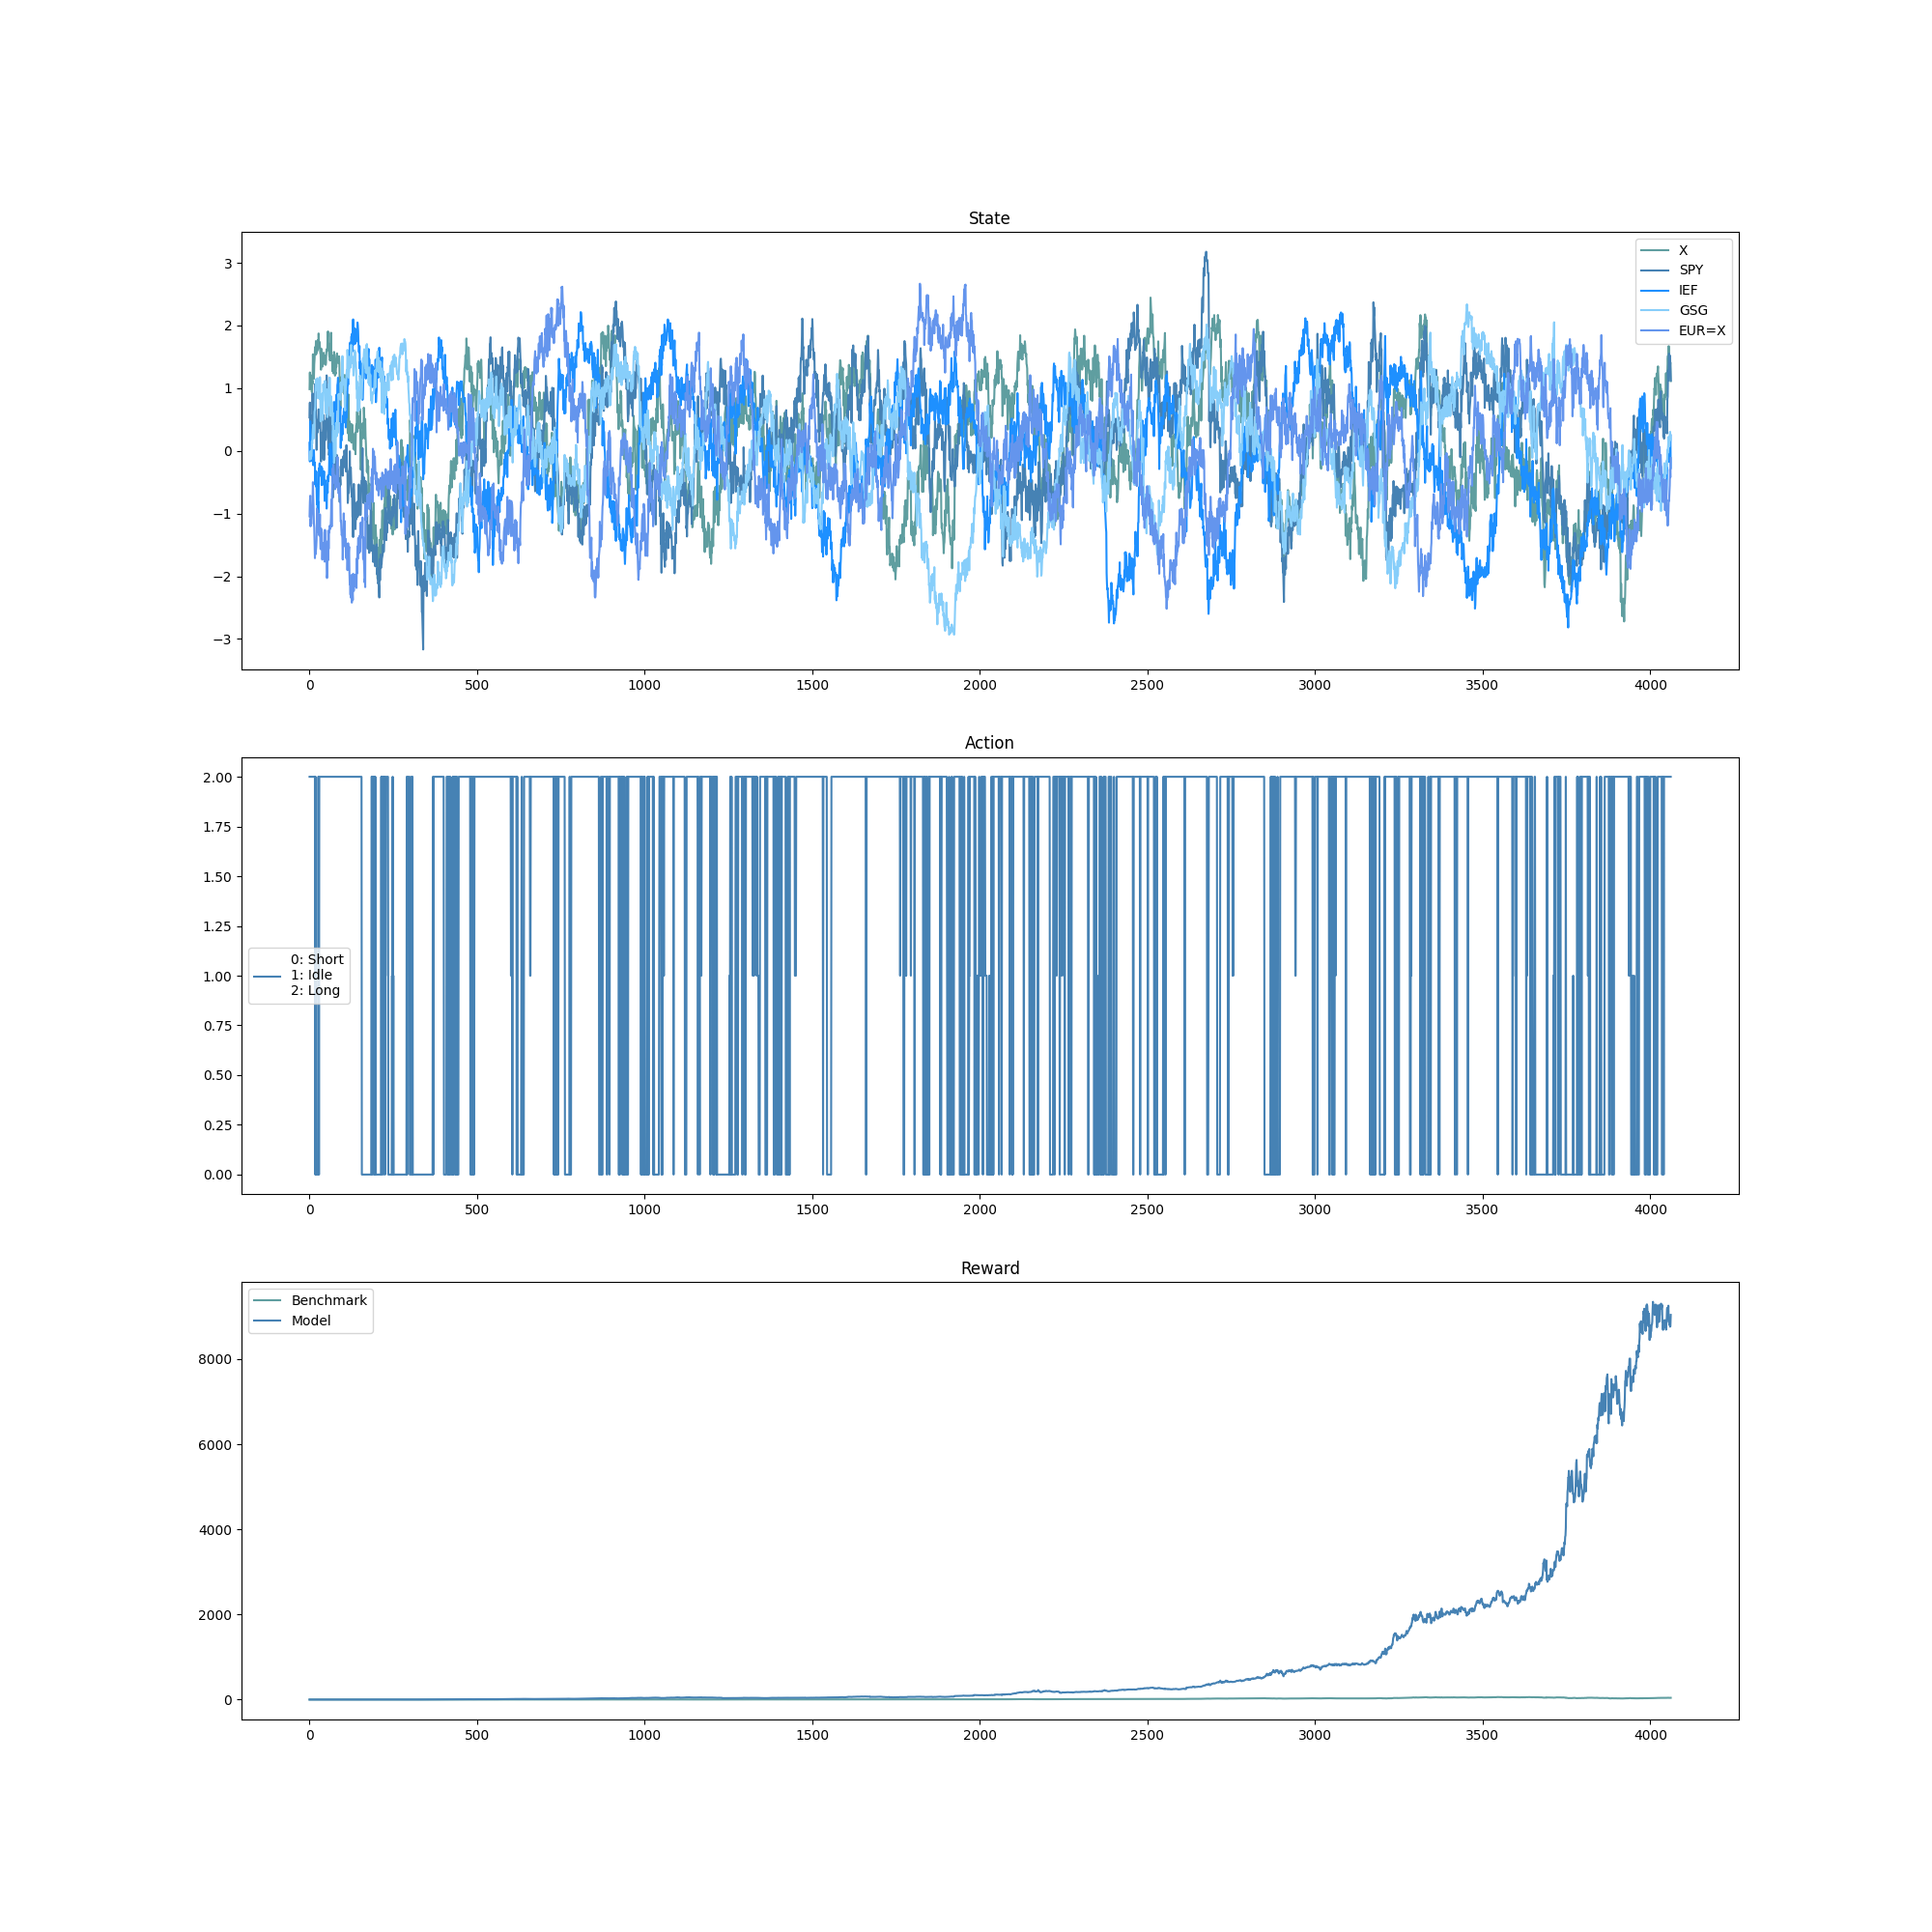 State
3
2
1
0
−1
−2
−3
X
SPY
IEF
GSG
EUR=X
0 500 1000 1500 2000 2500 3000 3500 4000
Action
2.00
1.75
1.50
1.25
1.00
0.75
0.50
0.25
0.00
0: Short
1: Idle
2: Long
0 500 1000 1500 2000 2500 3000 3500 4000
Reward
Benchmark
Model
8000
6000
4000
2000
0
0 500 1000 1500 2000 2500 3000 3500 4000